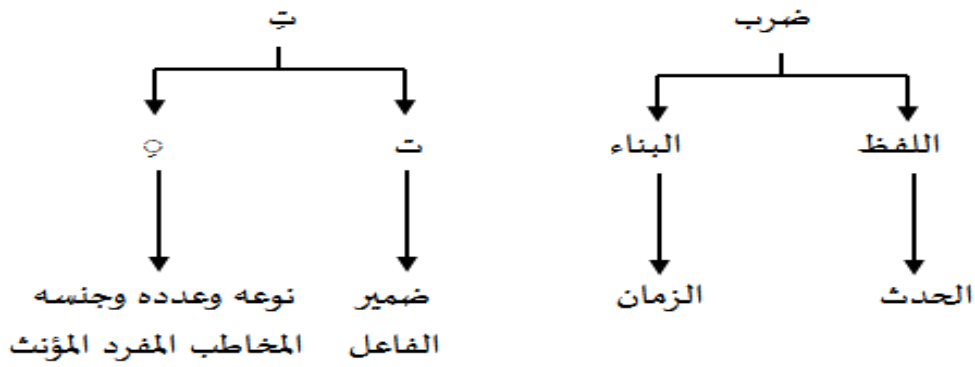 ضرب تِ
اللفظ البناء ت ◌ِ
الحدث الزمان ضمير نوعه وعدده وجنسه
الفاعل المخاطب المفرد المؤنث